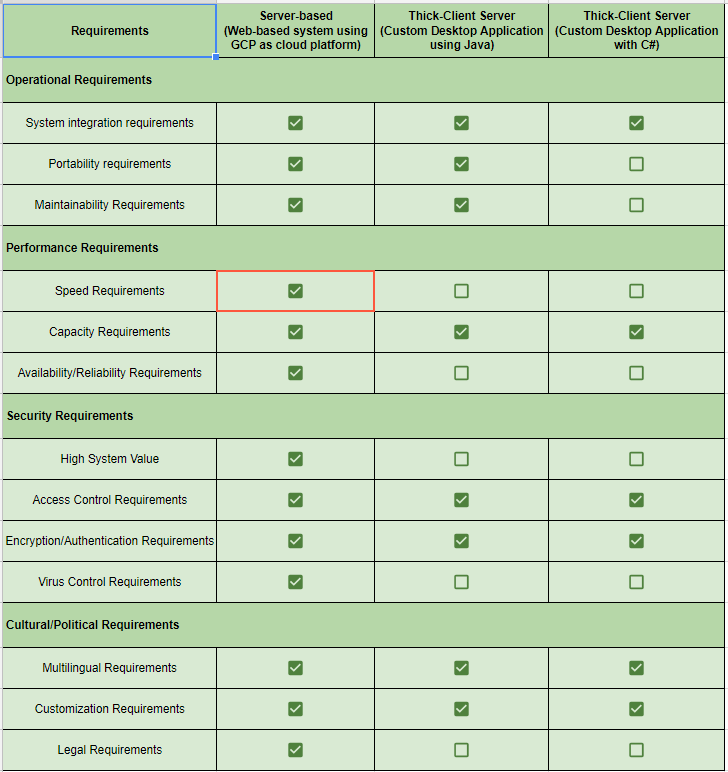 Requirements
Server-based
(Web-based system using
GCP as cloud platform)
Thick-Client Server
(Custom Desktop Application
using Java)
Thick-Client Server
(Custom Desktop Application
with C#)
Operational Requirements
System integration requirements
Portability requirements
Maintainability Requirements
Performance Requirements
Speed Requirements
Capacity Requirements
Availability/Reliability Requirements
Security Requirements
High System Value
Access Control Requirements
Encryption/Authentication Requirements
Virus Control Requirements
Cultural/Political Requirements
Multilingual Requirements
Customization Requirements
Legal Requirements